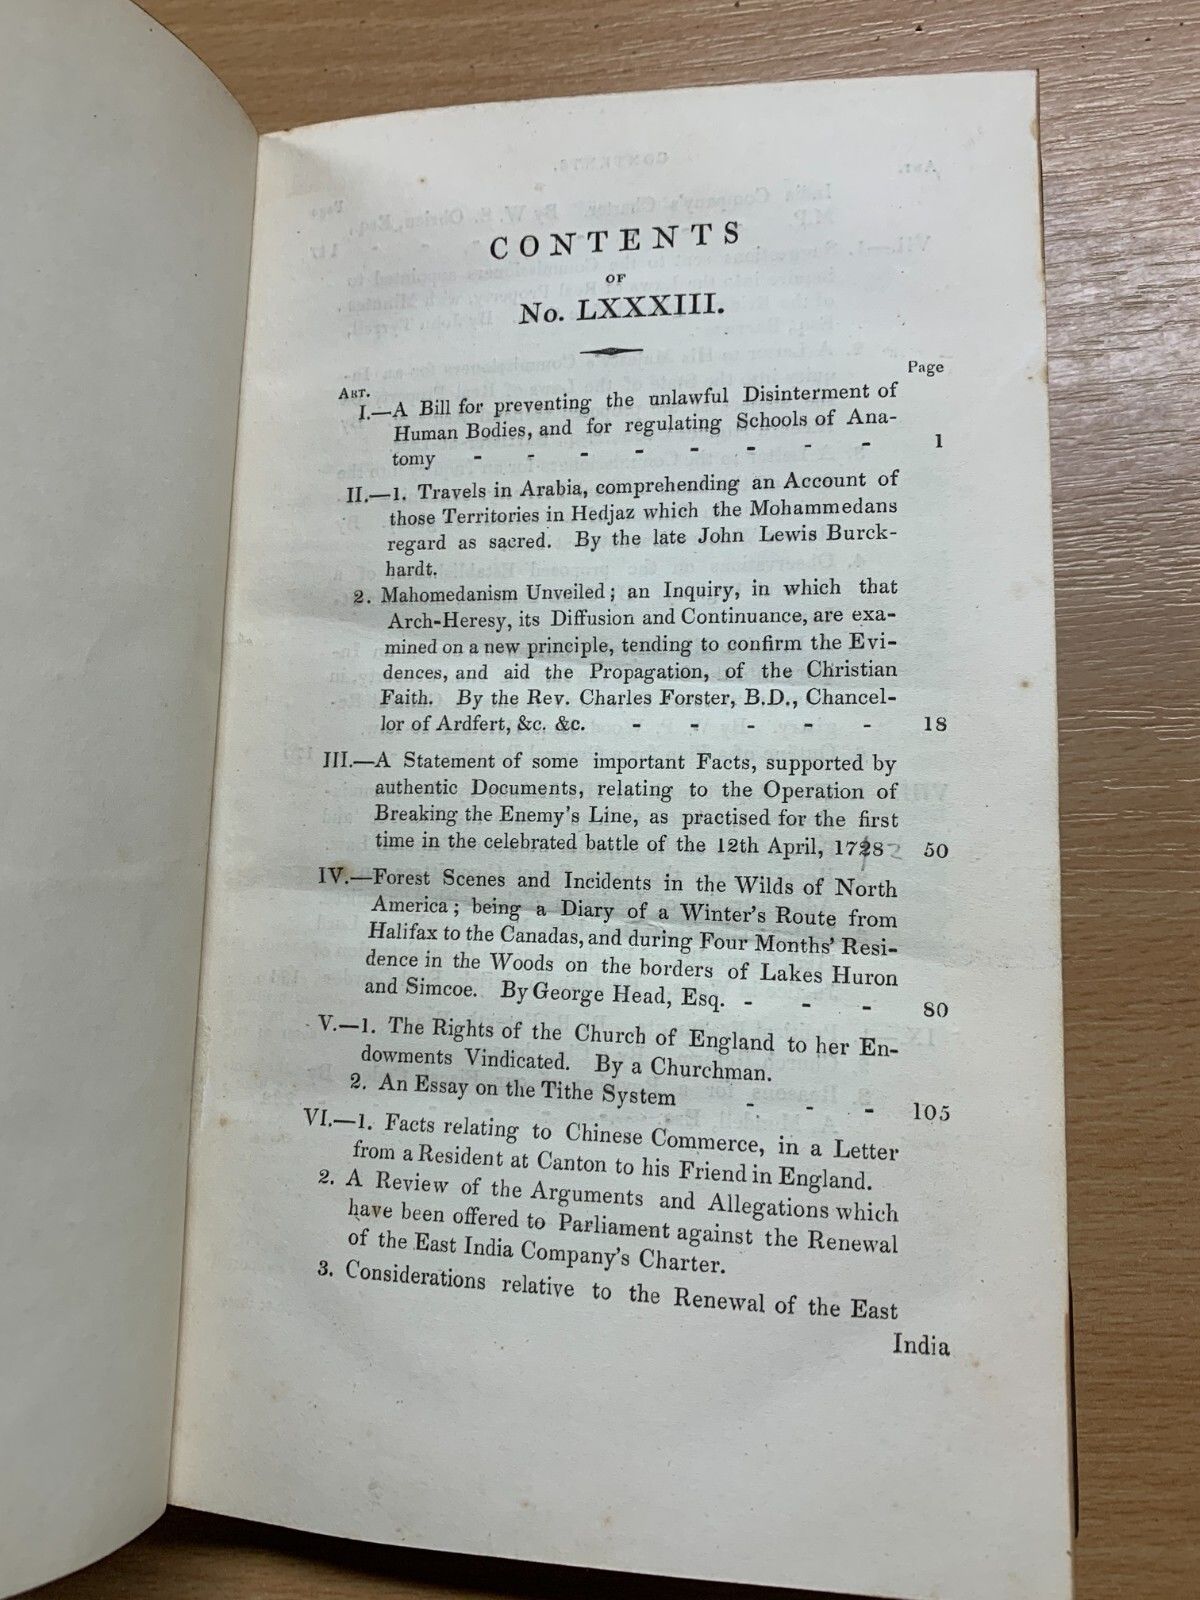 CONTENTS
OF
No. LXXXIII.
Page
ART.
I.—A Bill for preventing the unlawful Disinterment of
Human Bodies, and for regulating Schools of Ana-
tomy - - - - - - - - 1
II.—1. Travels in Arabia, comprehending an Account of
those Territories in Hedjaz which the Mohammedans
regard as sacred. By the late John Lewis Burck-
hardt.
2. Mahomedanism Unveiled; an Inquiry, in which that
Arch-Heresy, its Diffusion and Continuance, are exa-
mined on a new principle, tending to confirm the Evi-
dences, and aid the Propagation, of the Christian
Faith. By the Rev. Charles Forster, B.D., Chancel-
lor of Ardfert, &c. &c. - - - - - 18
III.—A Statement of some important Facts, supported by
authentic Documents, relating to the Operation of
Breaking the Enemy's Line, as practised for the first
time in the celebrated battle of the 12th April, 1728 2 50
IV.—Forest Scenes and Incidents in the Wilds of North
America; being a Diary of a Winter's Route from
Halifax to the Canadas, and during Four Months' Resi-
dence in the Woods on the borders of Lakes Huron
and Simcoe. By George Head, Esq. - - - 80
V.—1. The Rights of the Church of England to her En-
dowments Vindicated. By a Churchman.
2. An Essay on the Tithe System - - - 105
VI.—1. Facts relating to Chinese Commerce, in a Letter
from a Resident at Canton to his Friend in England.
2. A Review of the Arguments and Allegations which
have been offered to Parliament against the Renewal
of the East India Company's Charter.
3. Considerations relative to the Renewal of the East
India